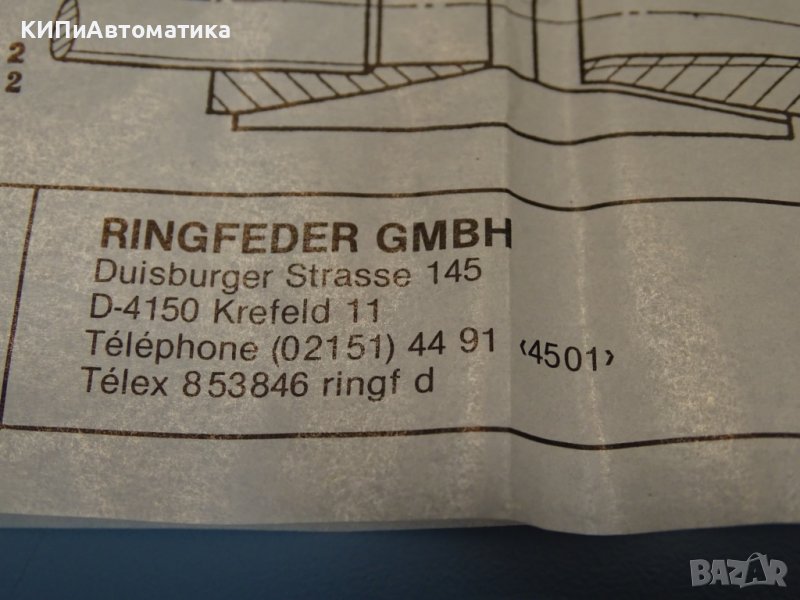 КИПиАвтоматика
2
2
RINGFEDER GMBH
Duisburger Strasse 145
D-4150 Krefeld 11
Téléphone (02151) 44 91 ‹4501›
Télex 853846 ringf d
BAZAR